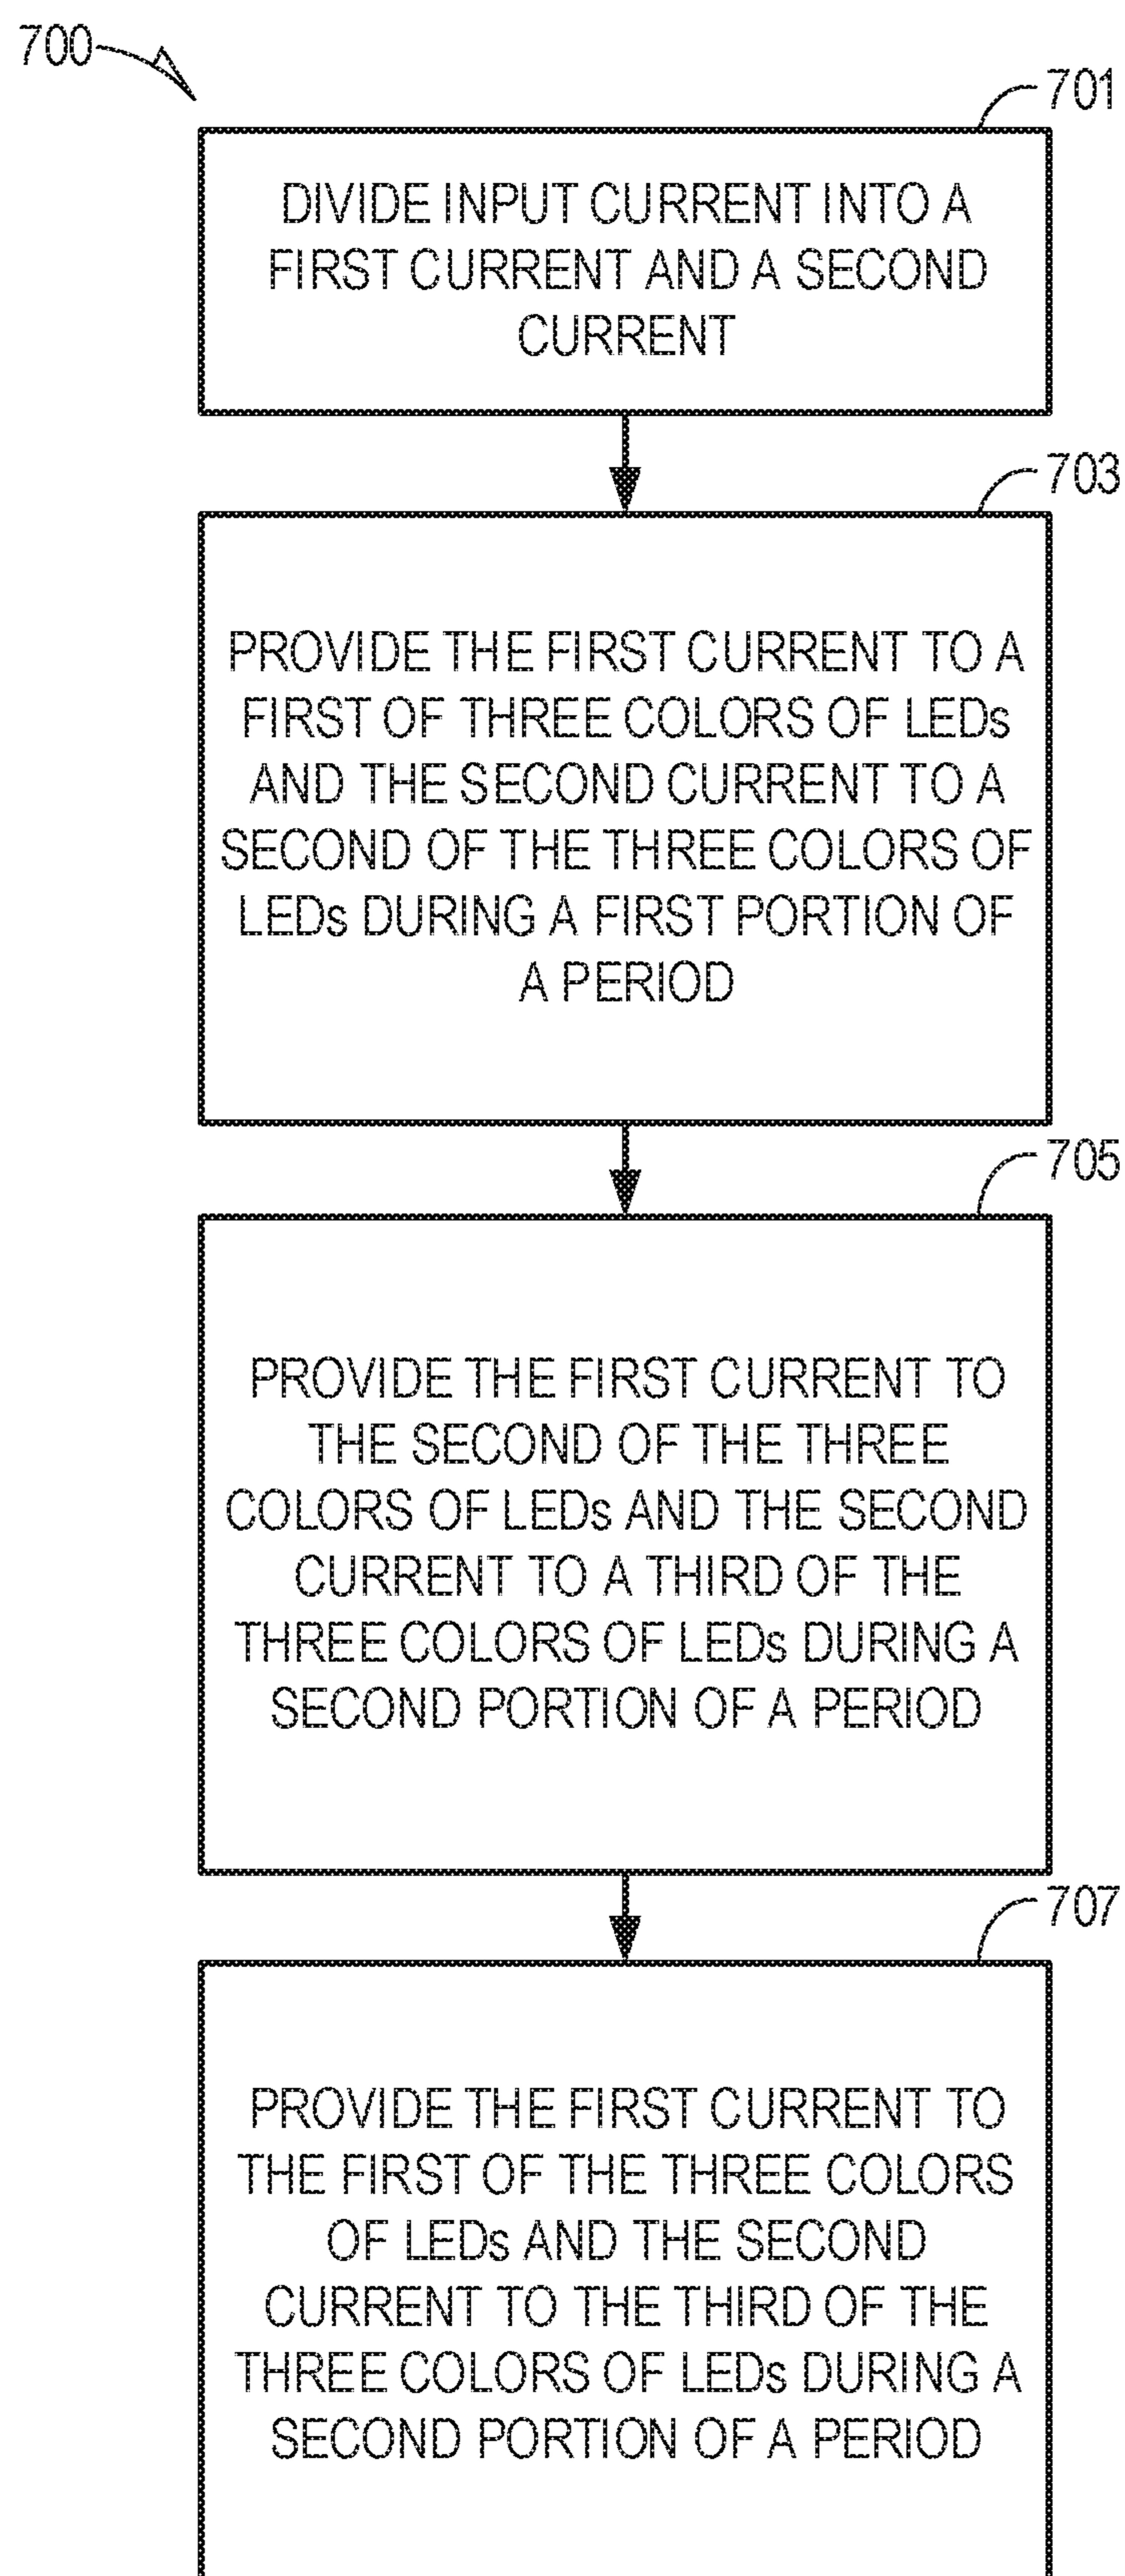 700
701
DIVIDE INPUT CURRENT INTO A
FIRST CURRENT AND A SECOND
CURRENT
703
PROVIDE THE FIRST CURRENT TO A
FIRST OF THREE COLORS OF LEDs
AND THE SECOND CURRENT TO A
SECOND OF THE THREE COLORS OF
LEDs DURING A FIRST PORTION OF
A PERIOD
705
PROVIDE THE FIRST CURRENT TO
THE SECOND OF THE THREE
COLORS OF LEDs AND THE SECOND
CURRENT TO A THIRD OF THE
THREE COLORS OF LEDs DURING A
SECOND PORTION OF A PERIOD
707
PROVIDE THE FIRST CURRENT TO
THE FIRST OF THE THREE COLORS
OF LEDs AND THE SECOND
CURRENT TO THE THIRD OF THE
THREE COLORS OF LEDs DURING A
SECOND PORTION OF A PERIOD